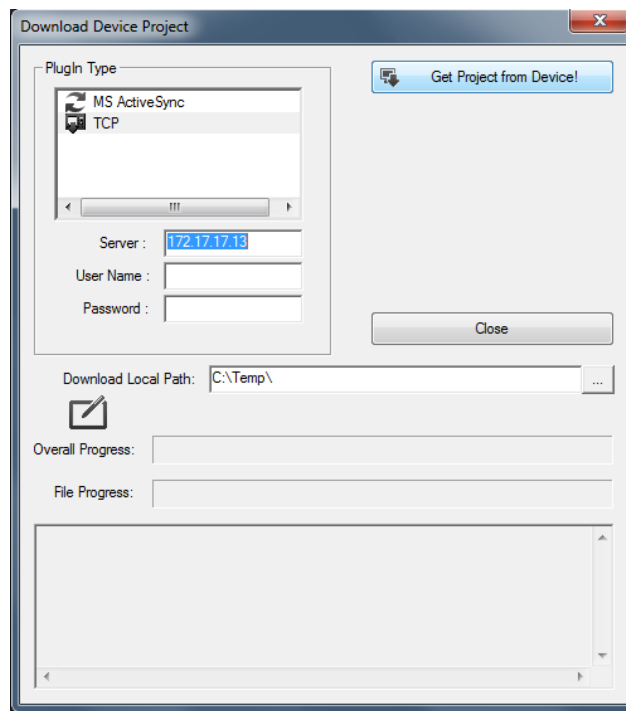 Download Device Project
PlugIn Type
MS ActiveSync
TCP
Get Project from Device!
Server :
172.17.17.13
User Name :
Password :
Close
Download Local Path:
C:\Temp\
...
Overall Progress:
File Progress: